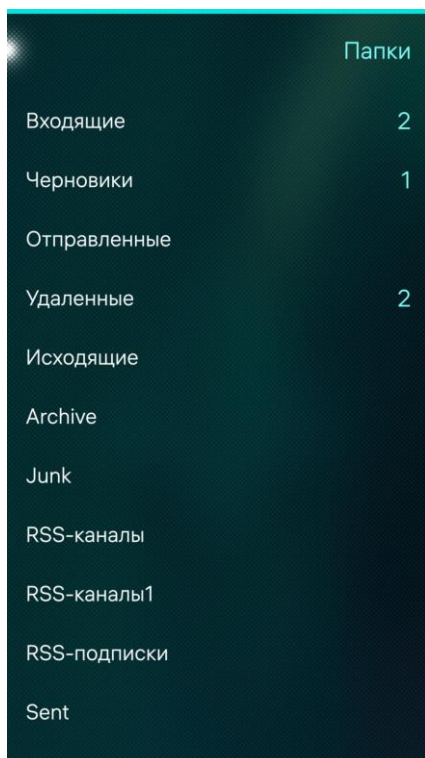 Папки
Входящие 2
Черновики 1
Отправленные
Удаленные 2
Исходящие
Archive
Junk
RSS-каналы
RSS-каналы1
RSS-подписки
Sent